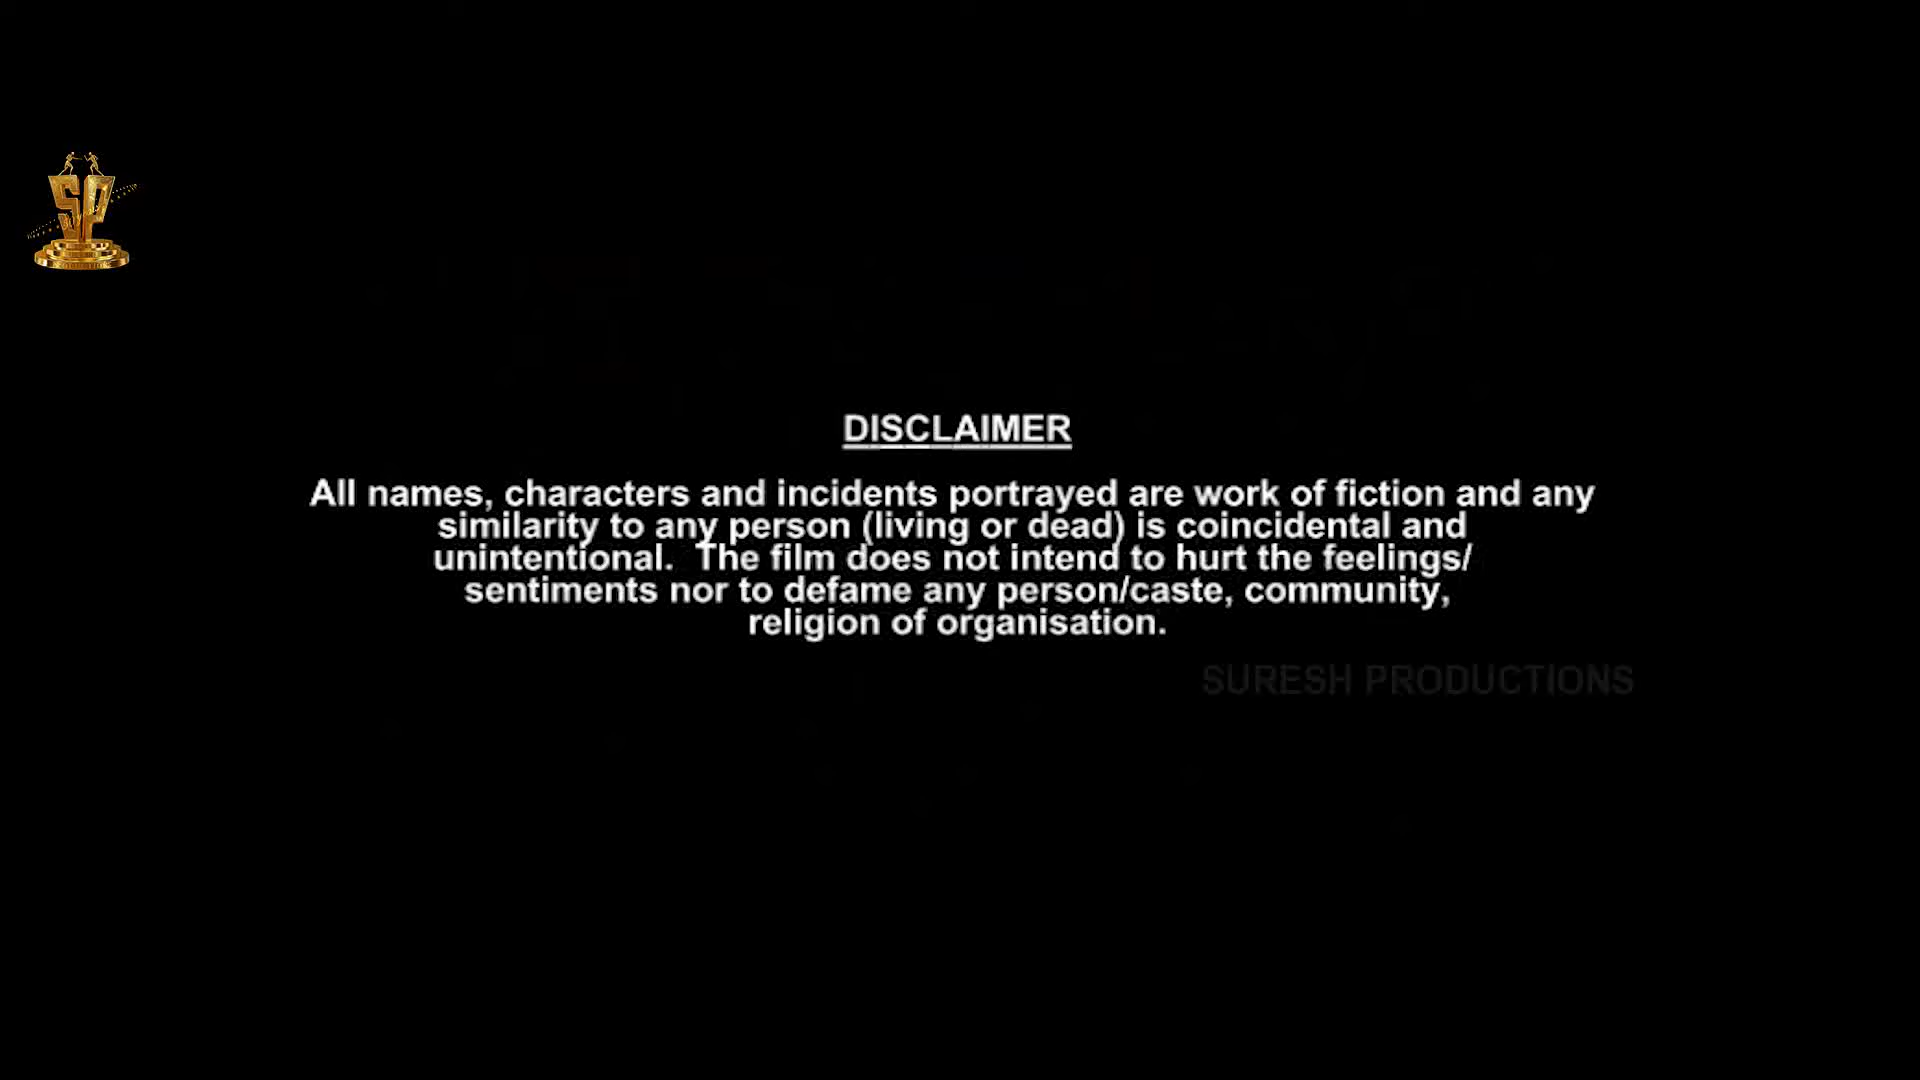 SP
DISCLAIMER
All names, characters and incidents portrayed are work of fiction and any
similarity to any person (living or dead) is coincidental and
unintentional.  The film does not intend to hurt the feelings/
sentiments nor to defame any person/caste, community,
religion of organisation.
SURESH PRODUCTIONS